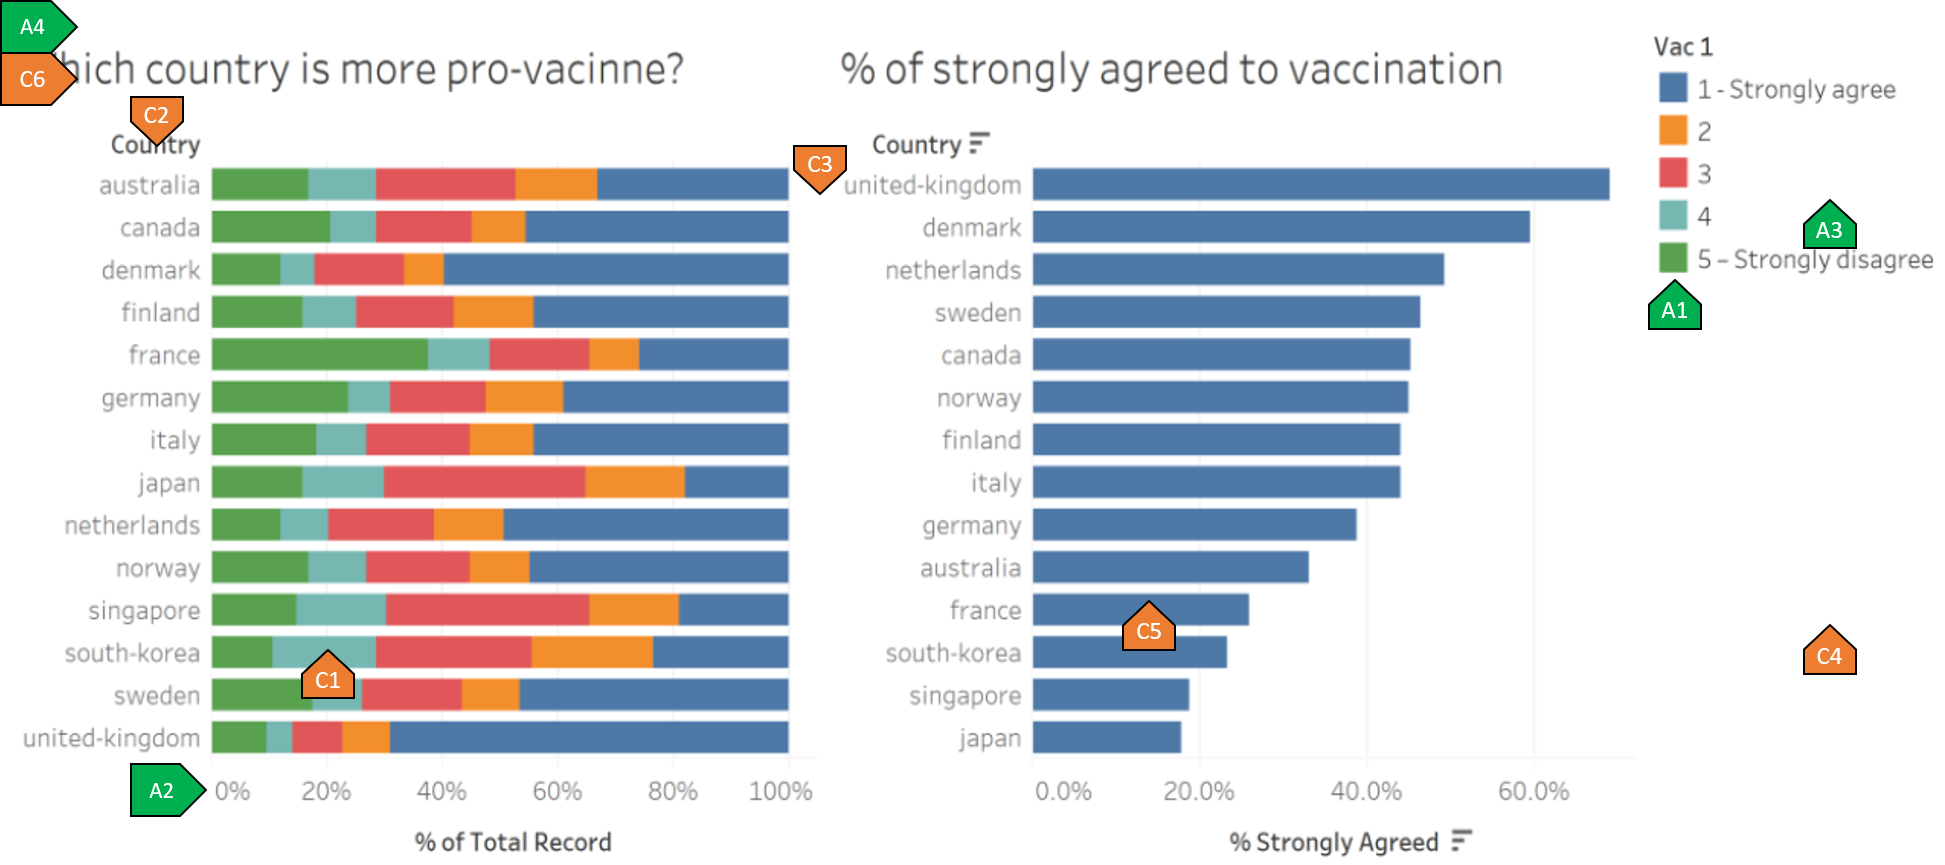 A4
C6
hich country is more pro-vacinne?
% of strongly agreed to vaccination
Vac 1
1 - Strongly agree
2
3
4
5 – Strongly disagree
A3
A1
C2
Country
australia
canada
denmark
finland
france
germany
italy
japan
netherlands
norway
singapore
south-korea
sweden
united-kingdom
C1
A2
0%
20%
40%
60%
80%
100%
% of Total Record
C3
Country
united-kingdom
denmark
netherlands
sweden
canada
norway
finland
italy
germany
australia
france
south-korea
singapore
japan
C5
C4
0.0%
20.0%
40.0%
60.0%
% Strongly Agreed